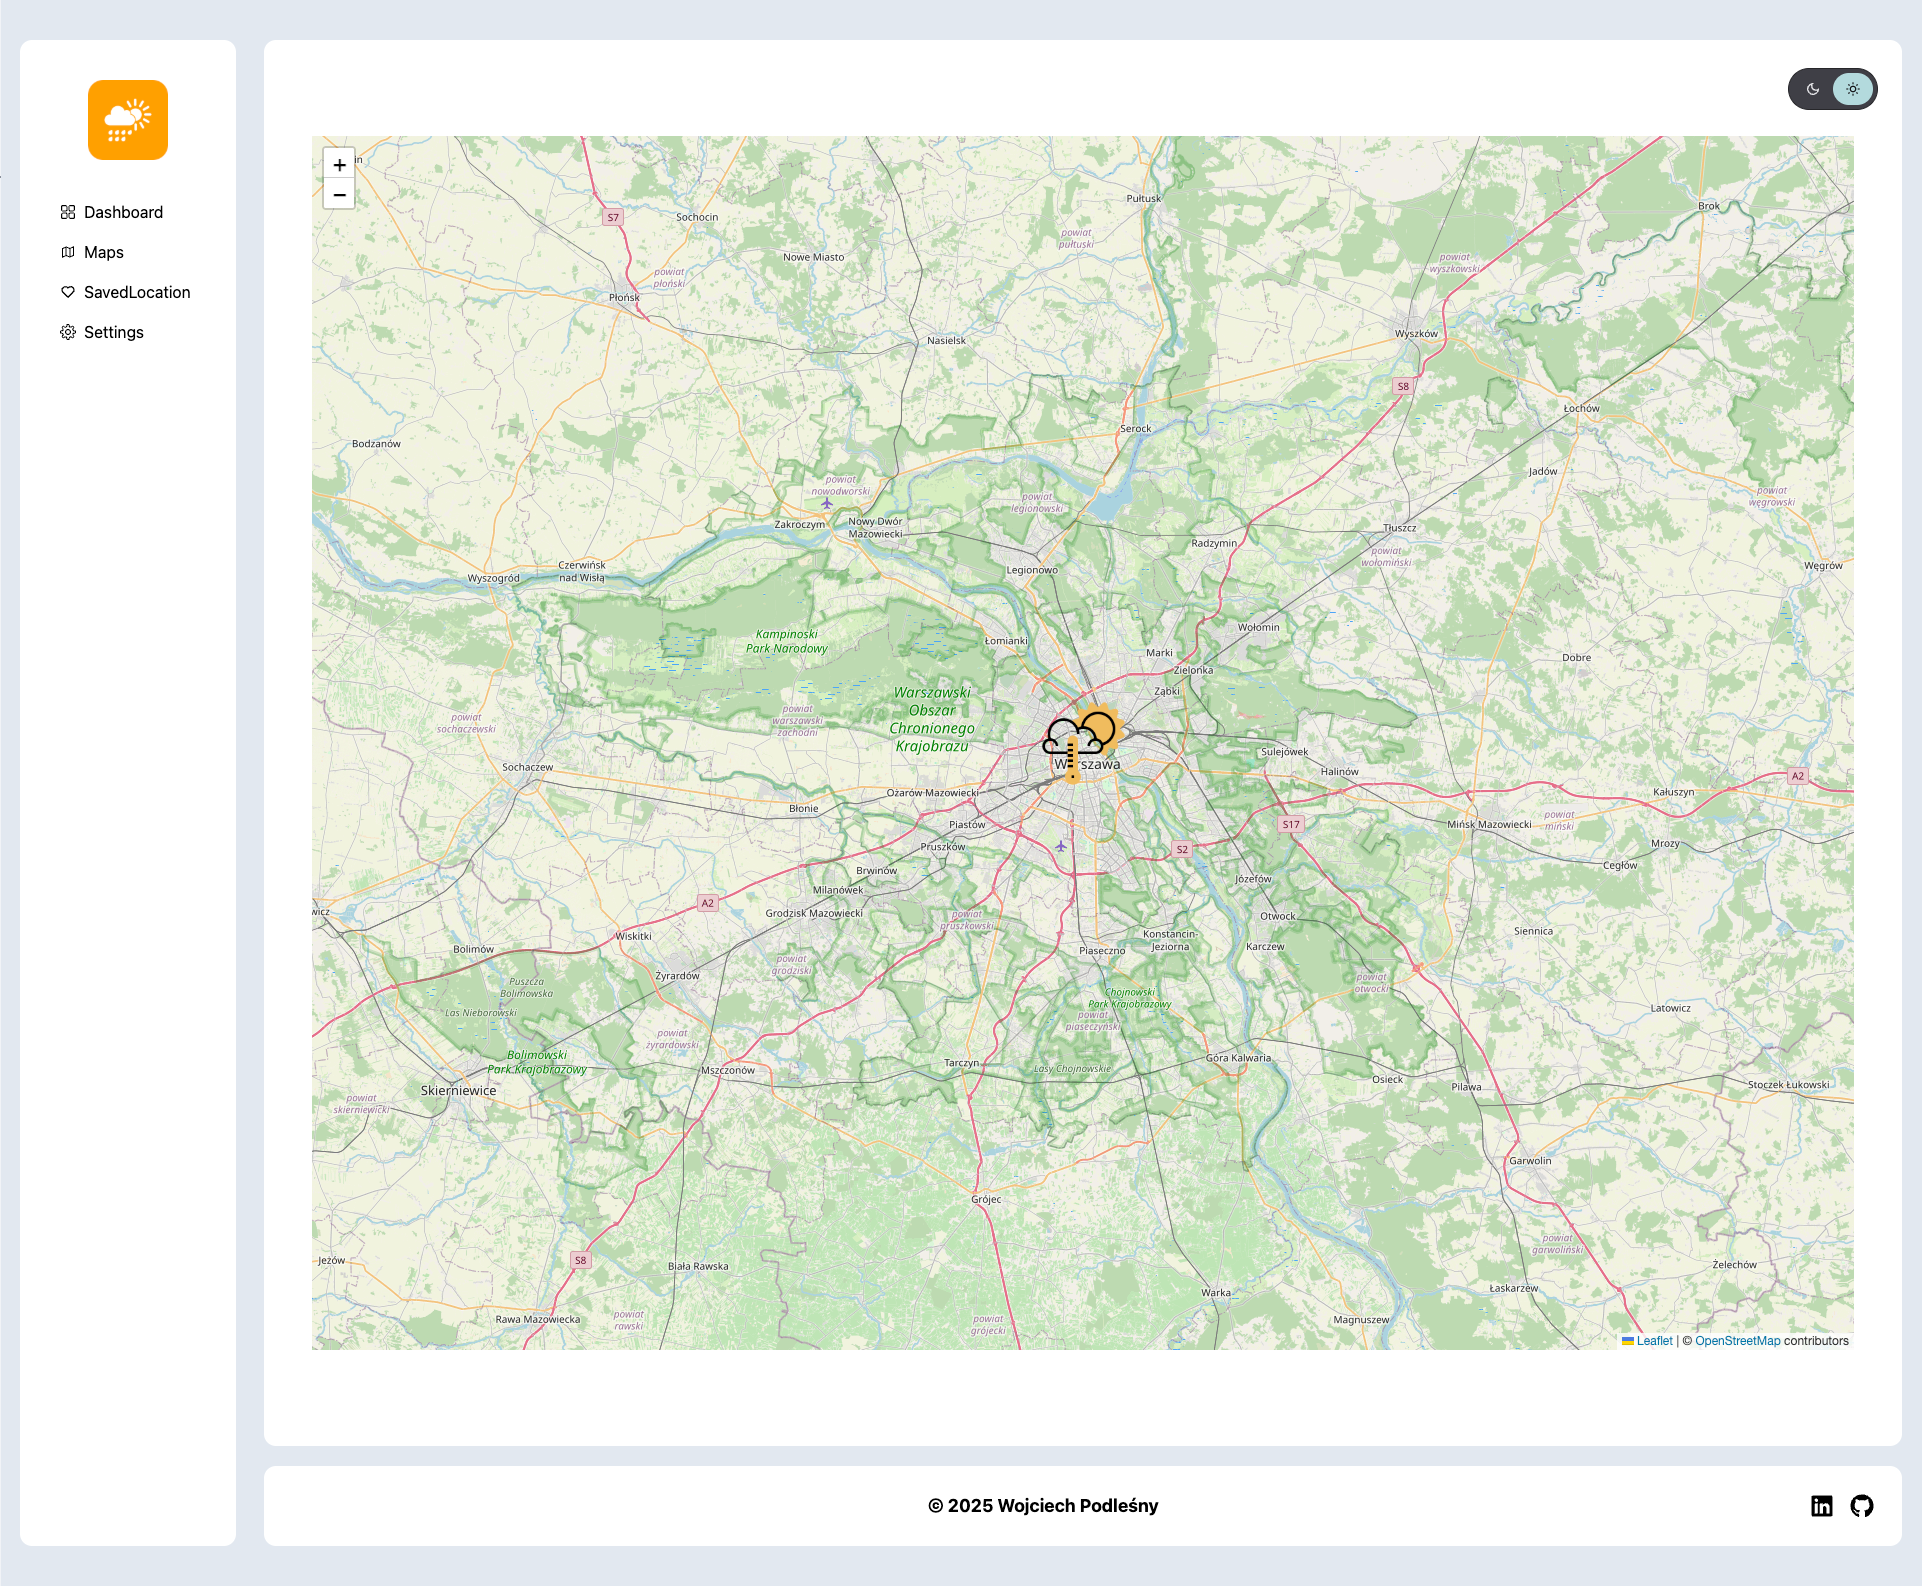 Dashboard
Maps
SavedLocation
Settings
+
−
in
S7
Sochocin
Pułtusk
Brok
powiat
pułtuski
Nowe Miasto
powiat
płoński
Płońsk
powiat
wyszkowski
Nasielsk
Wyszków
S8
Łochów
Serock
Bodzanów
Jadów
powiat
nowodworski
powiat
legionowski
powiat
węgrowski
Zakroczym
Nowy Dwór
Mazowiecki
Tłuszcz
Radzymin
powiat
wołomiński
Czerwińsk
nad Wisłą
Wyszogród
Legionowo
Węgrów
Kampinoski
Park Narodowy
Łomianki
Wołomin
Marki
Dobre
Zielonka
Ząbki
Warszawski
Obszar
Chronionego
Krajobrazu
powiat
sochaczewski
powiat
warszawski
zachodni
Warszawa
Sulejówek
Sochaczew
Halinów
A2
Ożarów Mazowiecki
Kałuszyn
Błonie
Piastów
S17
Mińsk Mazowiecki
powiat
miński
Pruszków
S2
Mrozy
Cegłów
Brwinów
Józefów
Milanówek
A2
Grodzisk Mazowiecki
powiat
pruszkowski
Otwock
wicz
Wiskitki
Konstancin-
Jeziorna
Siennica
Bolimów
Piaseczno
Karczew
powiat
grodziski
Żyrardów
Puszcza
Bolimowska
powiat
otwocki
Chojnowski
Park Krajobrazowy
Las Nieborowski
powiat
piaseczyński
Latowicz
powiat
żyrardowski
Bolimowski
Park Krajobrazowy
Tarczyn
Lasy Chojnowskie
Góra Kalwaria
Mszczonów
Osieck
Pilawa
Stoczek Łukowski
Skierniewice
powiat
skierniewicki
Garwolin
Grójec
powiat
garwoliński
Jeżów
S8
Biała Rawska
Żelechów
Warka
Łaskarzew
Rawa Mazowiecka
powiat
rawski
powiat
grójecki
Magnuszew
Leaflet | © OpenStreetMap contributors
© 2025 Wojciech Podleśny
in